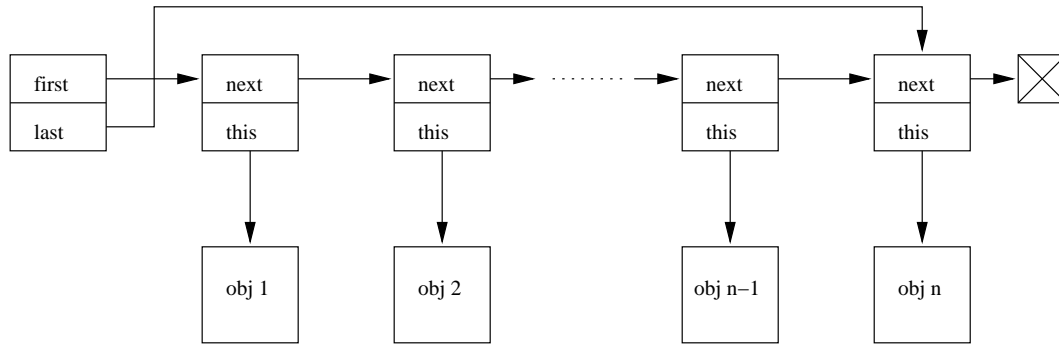 first
next
next
next
next
last
this
this
this
this
obj 1
obj 2
obj n−1
obj n